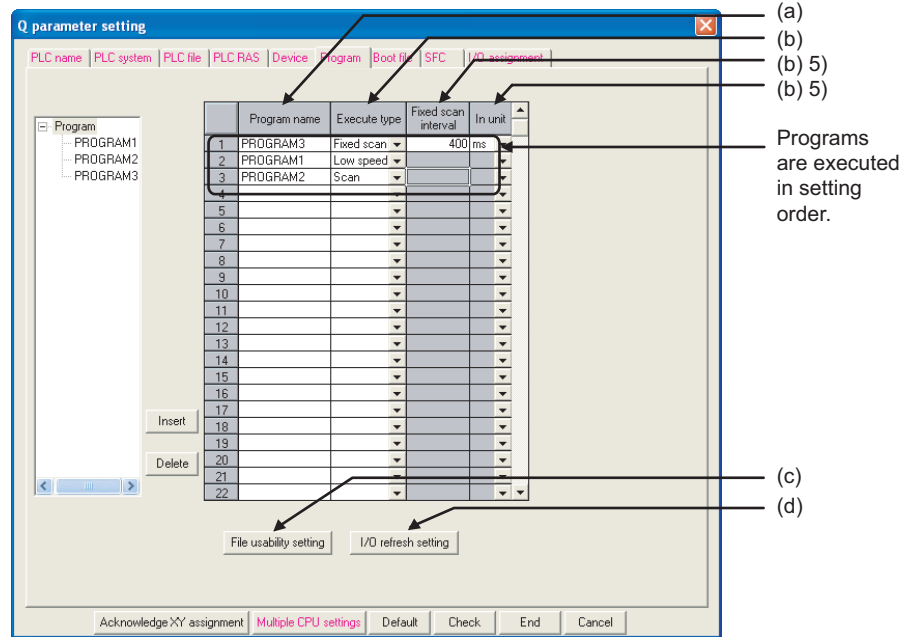 Q parameter setting
(a)
(b)
(b) 5)
(b) 5)
PLC name PLC system PLC file PLC RAS Device Program Boot file SFC I/O assignment
Program
PROGRAM1
PROGRAM2
PROGRAM3
Program name Execute type Fixed scan interval In unit
1 PROGRAM3 Fixed scan 400 ms
2 PROGRAM1 Low speed
3 PROGRAM2 Scan
4
5
6
7
8
9
10
11
12
13
14
15
16
17
18
19
20
21
22
Programs
are executed
in setting
order.
Insert
Delete
(c)
(d)
File usability setting I/O refresh setting
Acknowledge XY assignment Multiple CPU settings Default Check End Cancel